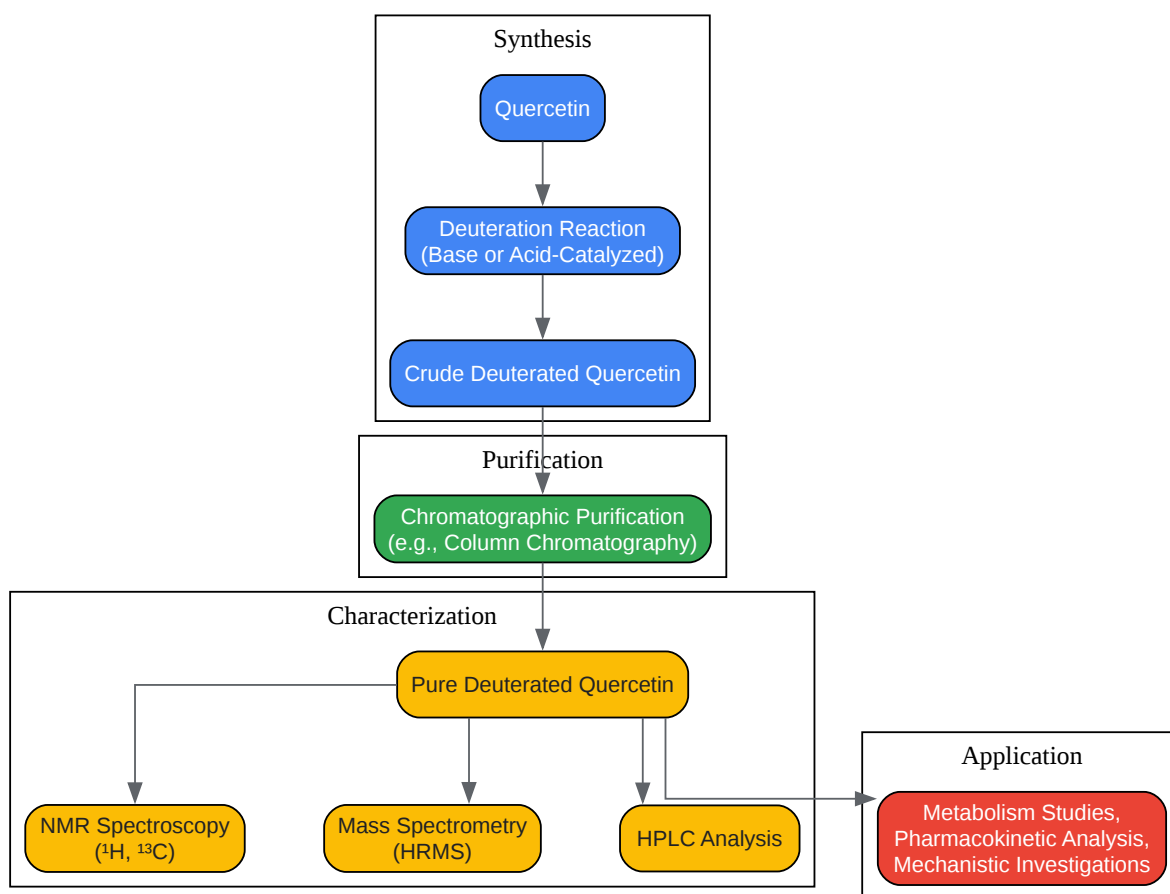 Synthesis
Quercetin
Deuteration Reaction
(Base or Acid-Catalyzed)
Crude Deuterated Quercetin
Purification
Chromatographic Purification
(e.g., Column Chromatography)
Characterization
Pure Deuterated Quercetin
NMR Spectroscopy
(¹H, ¹³C)
Mass Spectrometry
(HRMS)
HPLC Analysis
Application
Metabolism Studies,
Pharmacokinetic Analysis,
Mechanistic Investigations